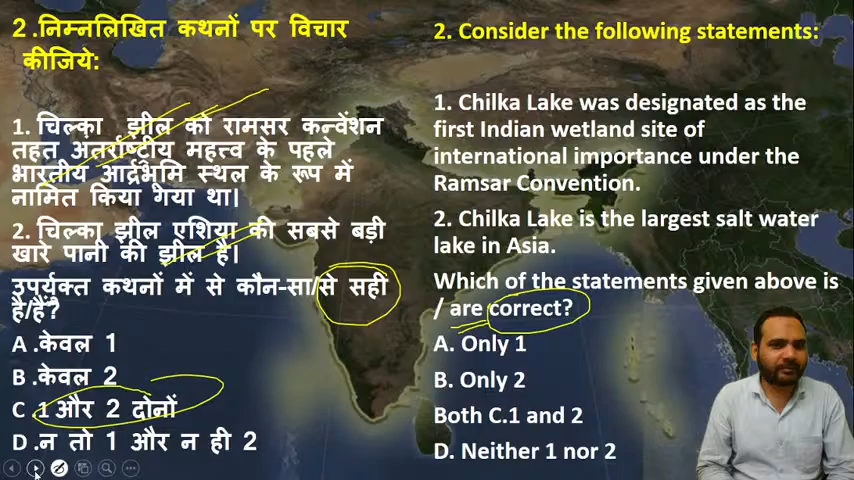 2.निम्नलिखित कथनों पर विचार
कीजिये:
1. चिल्का झील को रामसर कन्वेंशन
तहत अंतर्राष्ट्रीय महत्त्व के पहले
भारतीय आर्द्रभूमि स्थल के रूप में
नामित किया गया था।
2. चिल्का झील एशिया की सबसे बड़ी
खारे पानी की झील है।
उपर्युक्त कथनों में से कौन-सा/से सही
है/हैं?
A .केवल 1
B .केवल 2
C .1 और 2 दोनों
D .न तो 1 और न ही 2
2. Consider the following statements:
1. Chilka Lake was designated as the
first Indian wetland site of
international importance under the
Ramsar Convention.
2. Chilka Lake is the largest salt water
lake in Asia.
Which of the statements given above is
/ are correct?
A. Only 1
B. Only 2
Both C.1 and 2
D. Neither 1 nor 2